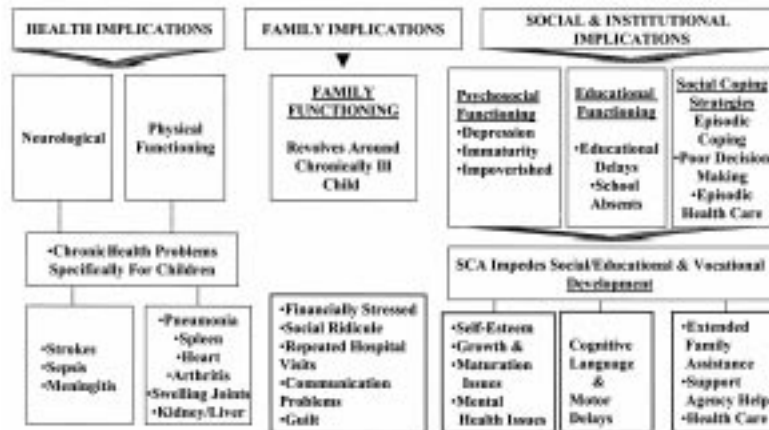 HEALTH IMPLICATIONS
FAMILY IMPLICATIONS
SOCIAL & INSTITUTIONAL
IMPLICATIONS
Neurological
Physical
Functioning
FAMILY
FUNCTIONING
Revolves Around
Chronically Ill
Child
Psychosocial
Functioning
•Depression
•Immaturity
•Impoverished
Educational
Functioning
•Educational
Delays
•School
Absents
Social Coping
Strategies
Episodic
Coping
•Poor Decision
Making
•Episodic
Health Care
•ChronicHealth Problems
Specifically For Children
SCA Impedes Social/Educational & Vocational
Development
•Strokes
•Sepsis
•Meningitis
•Pneumonia
•Spleen
•Heart
•Arthritis
•Swelling Joints
•Kidney/Liver
•Financially Stressed
•Social Ridicule
•Repeated Hospital
Visits
•Communication
Problems
•Guilt
•Self-Esteem
•Growth &
•Maturation
Issues
•Mental
Health Issues
Cognitive
Language
&
Motor
Delays
•Extended
Family
Assistance
•Support
Agency Help
•Health Care